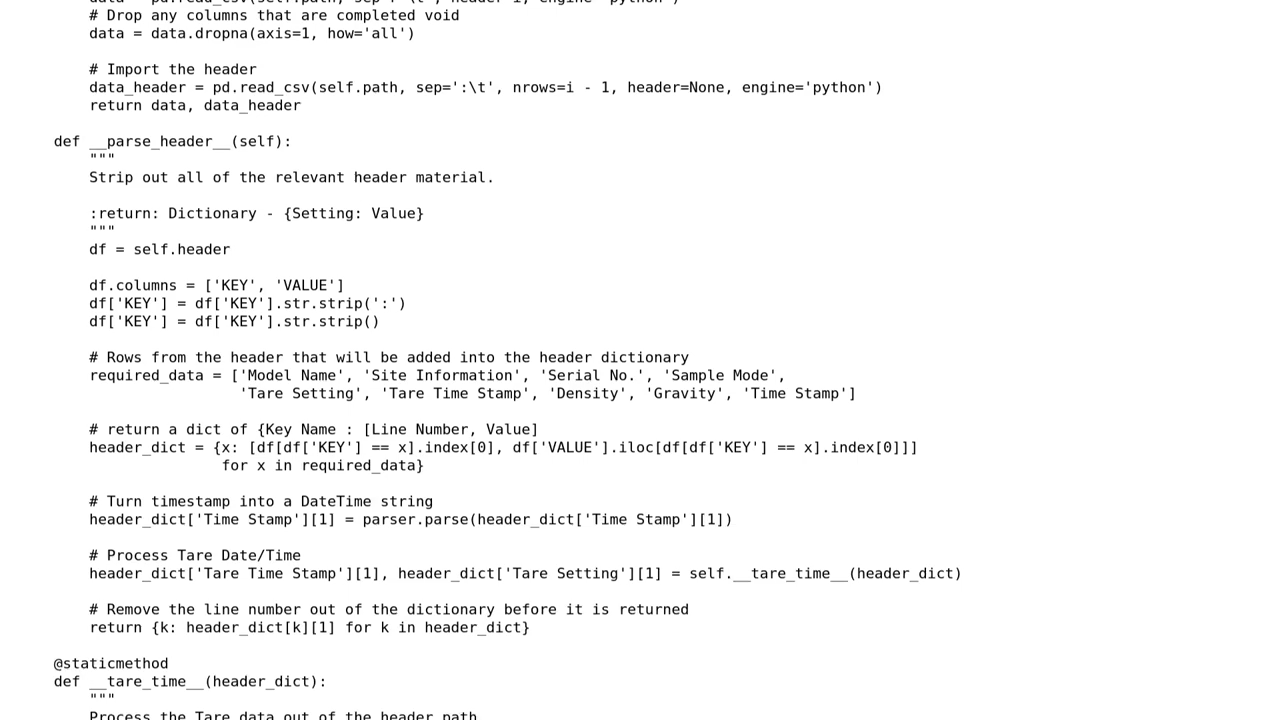 # Drop any columns that are completed void
        data = data.dropna(axis=1, how='all')

        # Import the header
        data_header = pd.read_csv(self.path, sep=':\t', nrows=i - 1, header=None, engine='python')
        return data, data_header

    def __parse_header__(self):
        """
        Strip out all of the relevant header material.

        :return: Dictionary - {Setting: Value}
        """
        df = self.header

        df.columns = ['KEY', 'VALUE']
        df['KEY'] = df['KEY'].str.strip(':')
        df['KEY'] = df['KEY'].str.strip()

        # Rows from the header that will be added into the header dictionary
        required_data = ['Model Name', 'Site Information', 'Serial No.', 'Sample Mode',
                         'Tare Setting', 'Tare Time Stamp', 'Density', 'Gravity', 'Time Stamp']

        # return a dict of {Key Name : [Line Number, Value]
        header_dict = {x: [df[df['KEY'] == x].index[0], df['VALUE'].iloc[df[df['KEY'] == x].index[0]]]
                       for x in required_data}

        # Turn timestamp into a DateTime string
        header_dict['Time Stamp'][1] = parser.parse(header_dict['Time Stamp'][1])

        # Process Tare Date/Time
        header_dict['Tare Time Stamp'][1], header_dict['Tare Setting'][1] = self.__tare_time__(header_dict)

        # Remove the line number out of the dictionary before it is returned
        return {k: header_dict[k][1] for k in header_dict}

    @staticmethod
    def __tare_time__(header_dict):
        """
        Process the Tare data out of the header path